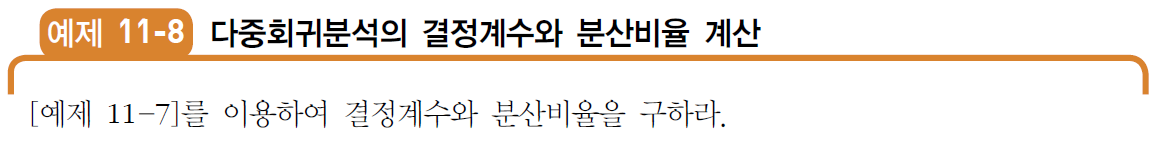 예제 11-8 다중회귀분석의 결정계수와 분산비율 계산
[예제 11-7]를 이용하여 결정계수와 분산비율을 구하라.